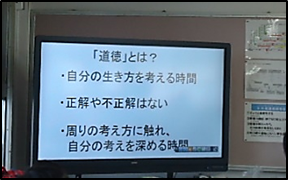 「道徳」とは？
・自分の生き方を考える時間
・正解や不正解はない
・周りの考え方に触れ、
自分の考えを深める時間